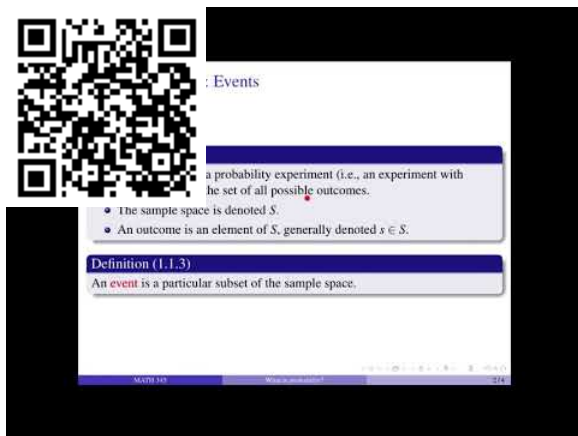 : Events
a probability experiment (i.e., an experiment with
he set of all possible outcomes.
The sample space is denoted S.
An outcome is an element of S, generally denoted s ∈ S.
Definition (1.1.3)
An event is a particular subset of the sample space.
MATH 345
What is probability?
2/4